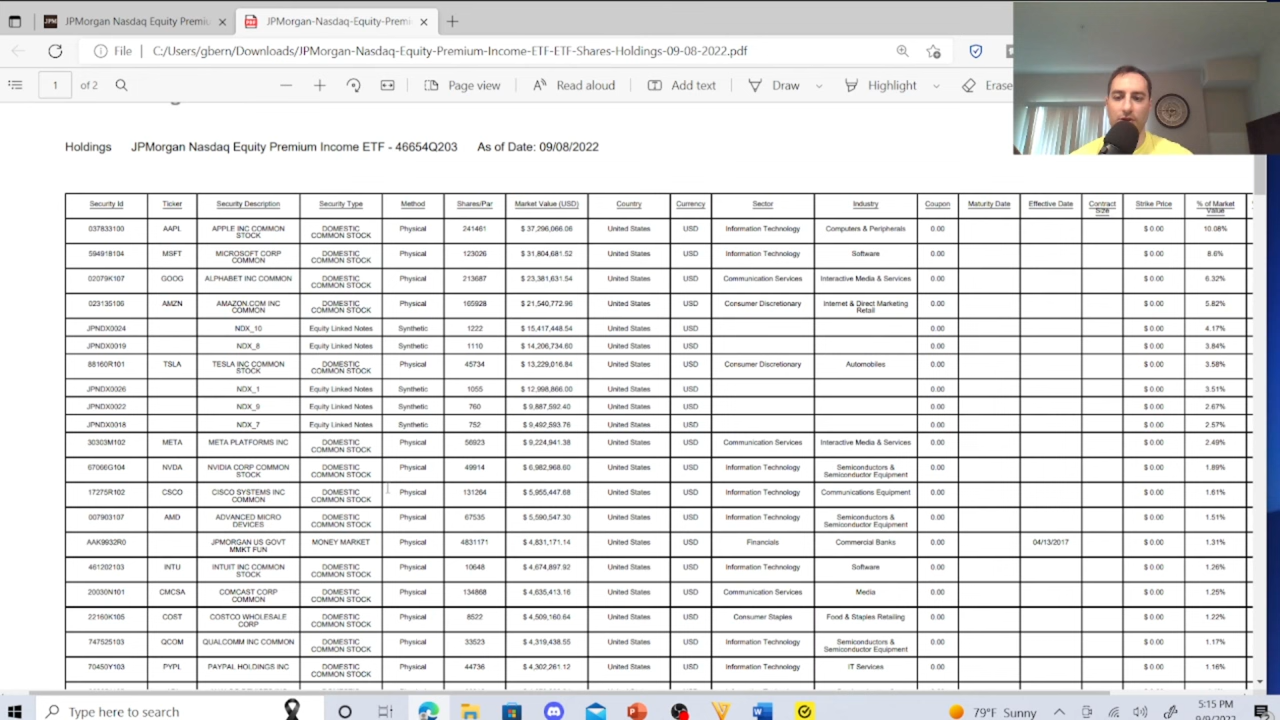 JPMorgan Nasdaq Equity Premiu
JPMorgan-Nasdaq-Equity-Premi
File C:/Users/gbern/Downloads/JPMorgan-Nasdaq-Equity-Premium-Income-ETF-ETF-Shares-Holdings-09-08-2022.pdf
1 of 2 Page view Read aloud Add text Draw Highlight Erase
Holdings JPMorgan Nasdaq Equity Premium Income ETF - 46654Q203 As of Date: 09/08/2022
Security Id Ticker Security Description Security Type Method Shares/Par Market Value (USD) Country Currency Sector Industry Coupon Maturity Date Effective Date Contract Size Strike Price % of Market Value
037833100 AAPL APPLE INC COMMON STOCK DOMESTIC COMMON STOCK Physical 241461 $ 37,296,066.06 United States USD Information Technology Computers & Peripherals 0.00 $ 0.00 10.08%
594918104 MSFT MICROSOFT CORP COMMON DOMESTIC COMMON STOCK Physical 123026 $ 31,804,681.52 United States USD Information Technology Software 0.00 $ 0.00 8.6%
02079K107 GOOG ALPHABET INC COMMON DOMESTIC COMMON STOCK Physical 213687 $ 23,381,631.54 United States USD Communication Services Interactive Media & Services 0.00 $ 0.00 6.32%
023135106 AMZN AMAZON.COM INC COMMON DOMESTIC COMMON STOCK Physical 165928 $ 21,540,772.96 United States USD Consumer Discretionary Internet & Direct Marketing Retail 0.00 $ 0.00 5.82%
JPNDX0024 NDX_10 Equity Linked Notes Synthetic 1222 $ 15,417,448.54 United States USD 0.00 $ 0.00 4.17%
JPNDX0019 NDX_8 Equity Linked Notes Synthetic 1110 $ 14,206,734.60 United States USD 0.00 $ 0.00 3.84%
88160R101 TSLA TESLA INC COMMON STOCK DOMESTIC COMMON STOCK Physical 45734 $ 13,229,016.84 United States USD Consumer Discretionary Automobiles 0.00 $ 0.00 3.58%
JPNDX0026 NDX_1 Equity Linked Notes Synthetic 1055 $ 12,998,866.00 United States USD 0.00 $ 0.00 3.51%
JPNDX0022 NDX_9 Equity Linked Notes Synthetic 760 $ 9,887,592.40 United States USD 0.00 $ 0.00 2.67%
JPNDX0018 NDX_7 Equity Linked Notes Synthetic 752 $ 9,492,593.76 United States USD 0.00 $ 0.00 2.57%
30303M102 META META PLATFORMS INC DOMESTIC COMMON STOCK Physical 56923 $ 9,224,941.38 United States USD Communication Services Interactive Media & Services 0.00 $ 0.00 2.49%
67066G104 NVDA NVIDIA CORP COMMON STOCK DOMESTIC COMMON STOCK Physical 49914 $ 6,982,968.60 United States USD Information Technology Semiconductors & Semiconductor Equipment 0.00 $ 0.00 1.89%
17275R102 CSCO CISCO SYSTEMS INC COMMON DOMESTIC COMMON STOCK Physical 131264 $ 5,955,447.68 United States USD Information Technology Communications Equipment 0.00 $ 0.00 1.61%
007903107 AMD ADVANCED MICRO DEVICES DOMESTIC COMMON STOCK Physical 67535 $ 5,590,547.30 United States USD Information Technology Semiconductors & Semiconductor Equipment 0.00 $ 0.00 1.51%
AAK9932R0 JPMORGAN US GOVT MMKT FUN MONEY MARKET Physical 4831171 $ 4,831,171.14 United States USD Financials Commercial Banks 0.00 04/13/2017 $ 0.00 1.31%
461202103 INTU INTUIT INC COMMON STOCK DOMESTIC COMMON STOCK Physical 10648 $ 4,674,897.92 United States USD Information Technology Software 0.00 $ 0.00 1.26%
20030N101 CMCSA COMCAST CORP COMMON DOMESTIC COMMON STOCK Physical 134868 $ 4,635,413.16 United States USD Communication Services Media 0.00 $ 0.00 1.25%
22160K105 COST COSTCO WHOLESALE CORP DOMESTIC COMMON STOCK Physical 8522 $ 4,509,160.64 United States USD Consumer Staples Food & Staples Retailing 0.00 $ 0.00 1.22%
747525103 QCOM QUALCOMM INC COMMON DOMESTIC COMMON STOCK Physical 33523 $ 4,319,438.55 United States USD Information Technology Semiconductors & Semiconductor Equipment 0.00 $ 0.00 1.17%
70450Y103 PYPL PAYPAL HOLDINGS INC DOMESTIC COMMON STOCK Physical 44736 $ 4,302,261.12 United States USD Information Technology IT Services 0.00 $ 0.00 1.16%
Type here to search 79°F Sunny 5:15 PM